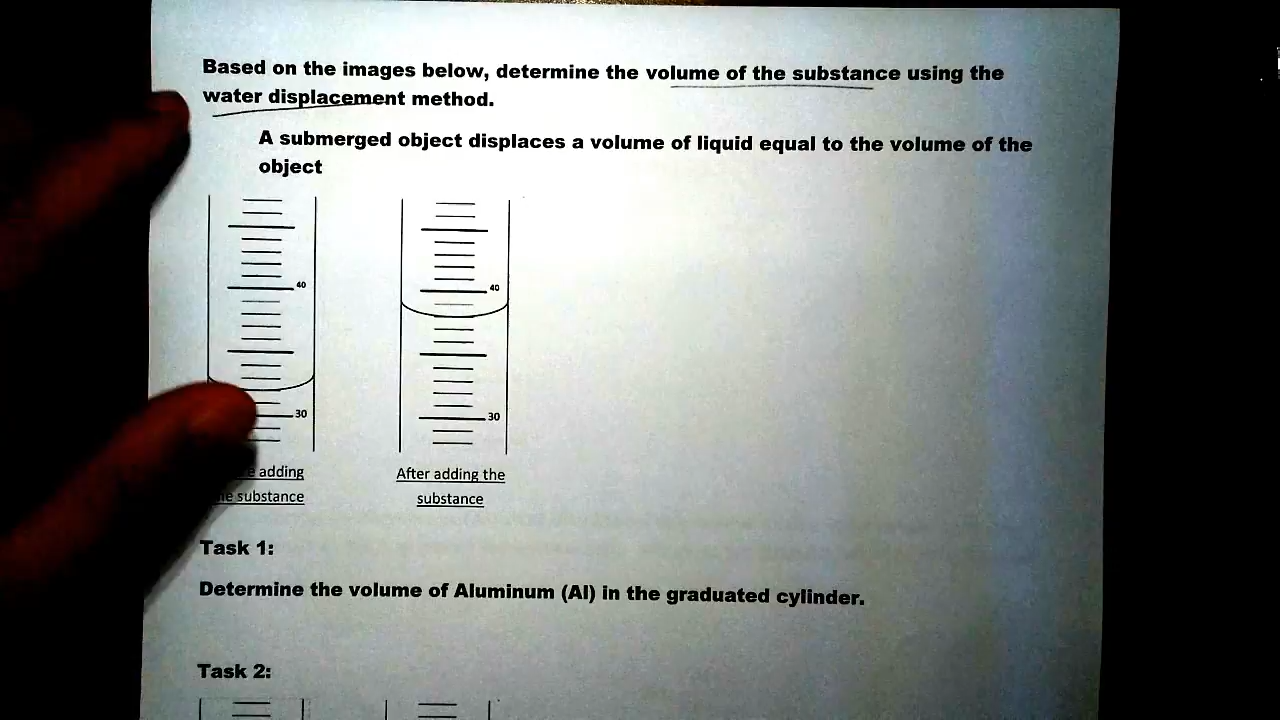 Based on the images below, determine the volume of the substance using the
water displacement method.
A submerged object displaces a volume of liquid equal to the volume of the
object
40
30
40
30
adding
substance
After adding the
substance
Task 1:
Determine the volume of Aluminum (Al) in the graduated cylinder.
Task 2: